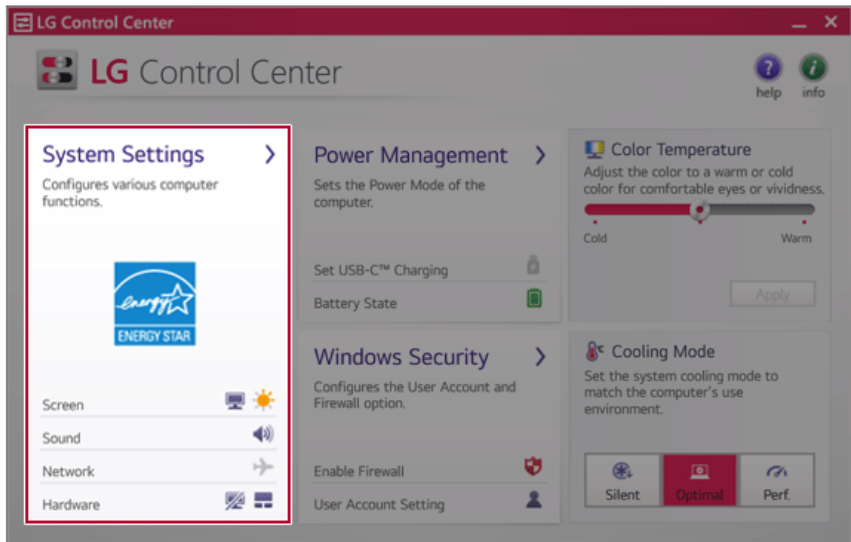 LG Control Center
LG Control Center
help
info
System Settings
Configures various computer
functions.
energy
ENERGY STAR
Screen
Sound
Network
Hardware
Power Management
Sets the Power Mode of the
computer.
Set USB-C™ Charging
Battery State
Windows Security
Configures the User Account and
Firewall option.
Enable Firewall
User Account Setting
Color Temperature
Adjust the color to a warm or cold
color for comfortable eyes or vividness.
Cold
Warm
Apply
Cooling Mode
Set the system cooling mode to
match the computer's use
environment.
Silent
Optimal
Perf.